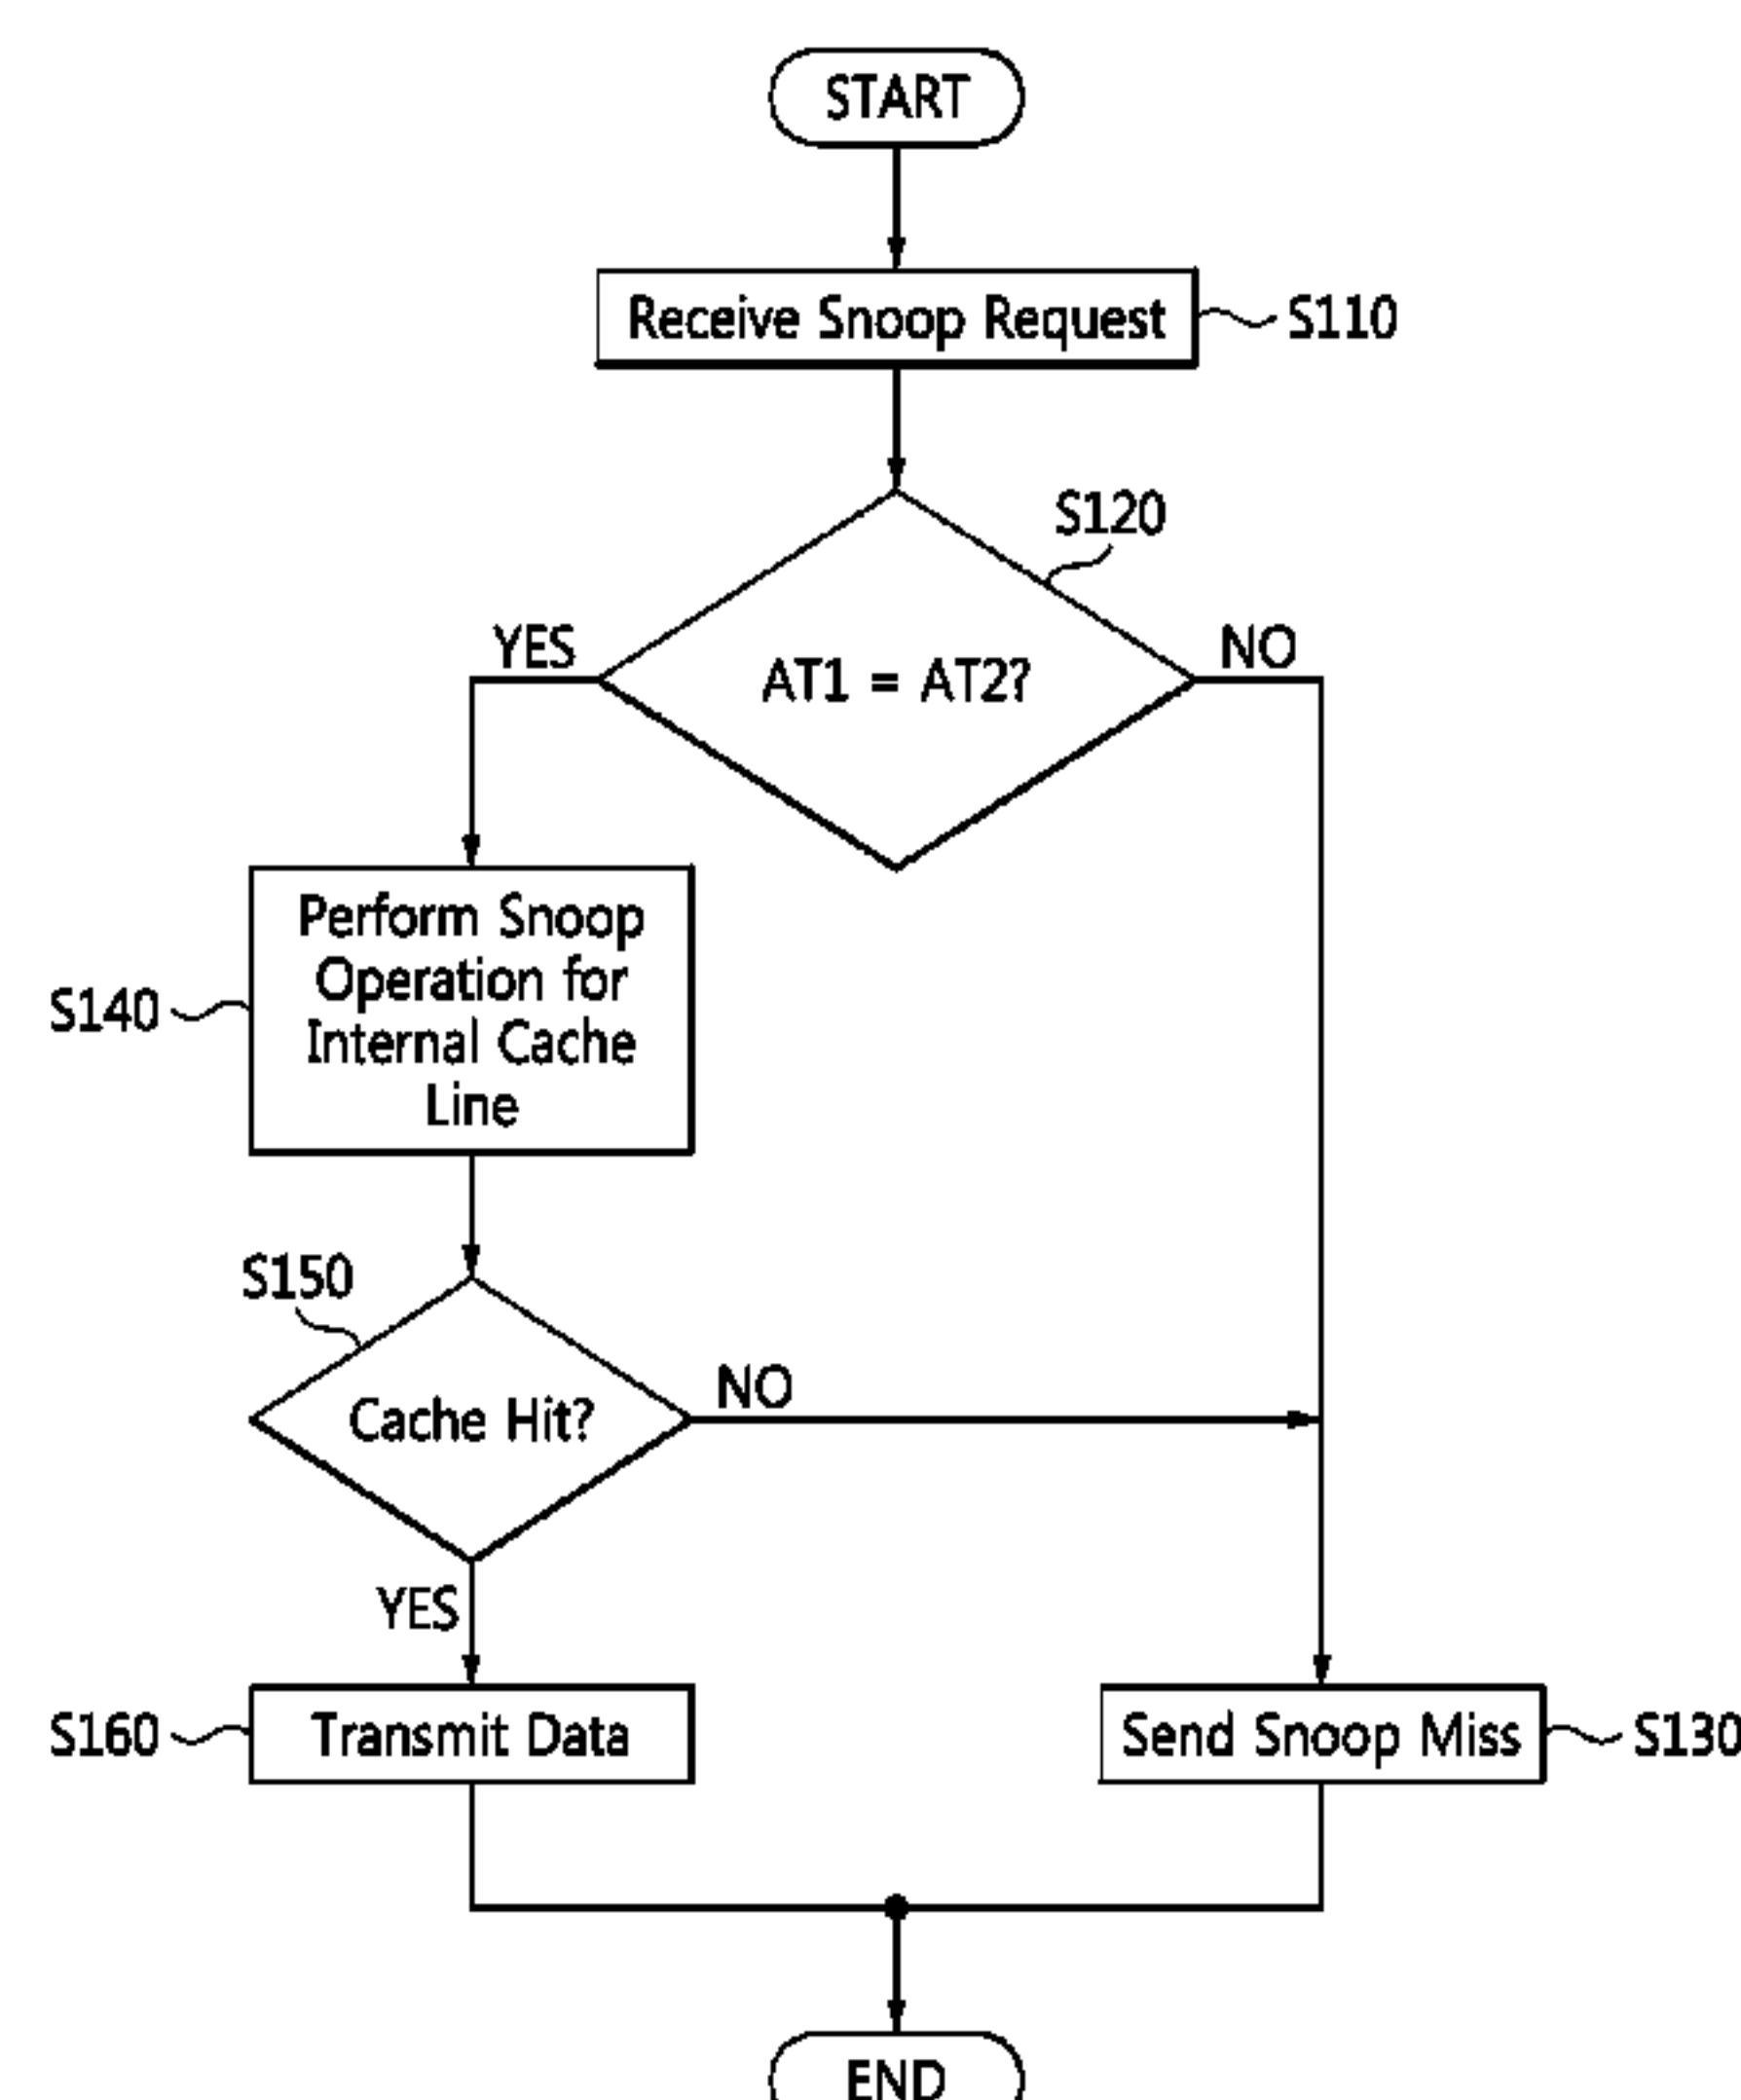 START
Receive Snoop Request
S110
S120
YES
AT1 = AT2?
NO
Perform Snoop
Operation for
Internal Cache
Line
S140
S150
Cache Hit?
NO
YES
S160
Transmit Data
Send Snoop Miss
S130
END